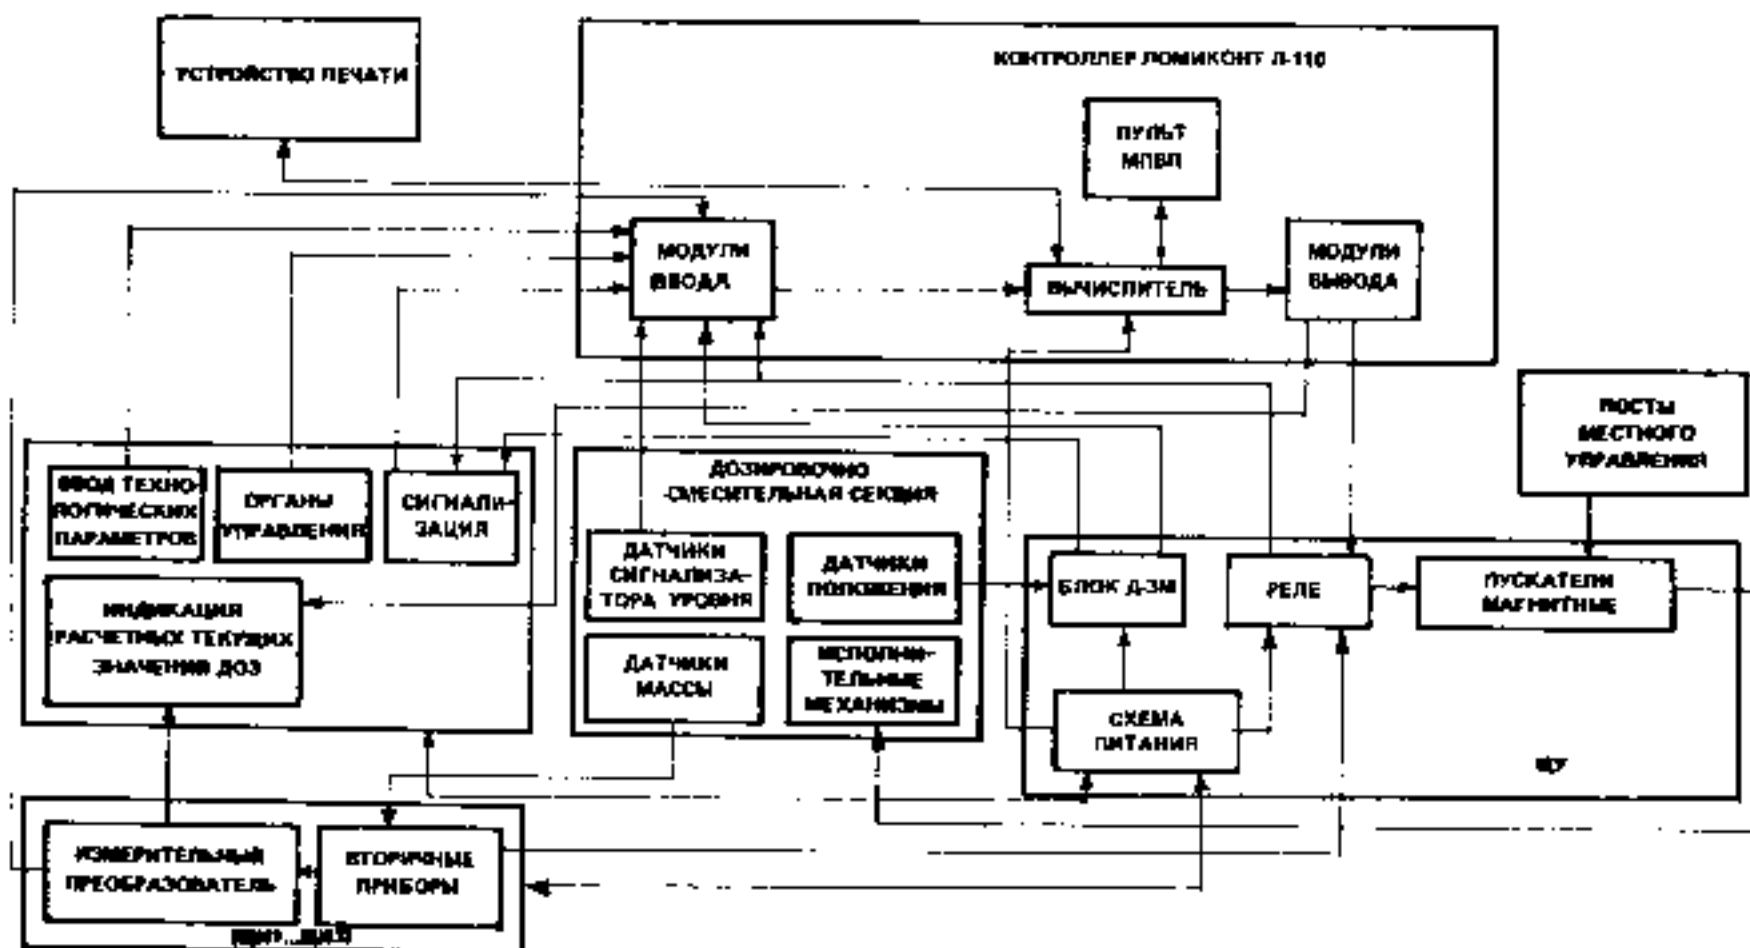 УСТРОЙСТВО ПЕЧАТИ
КОНТРОЛЛЕР ЛОМИКОНТ Л-110
ПУЛЬТ
МПВП
МОДУЛИ
ВВОДА
ВЫЧИСЛИТЕЛЬ
МОДУЛИ
ВЫВОДА
ПОСТЫ
МЕСТНОГО
УПРАВЛЕНИЯ
ВВОД ТЕХНО-
ЛОГИЧЕСКИХ
ПАРАМЕТРОВ
ОРГАНЫ
УПРАВЛЕНИЯ
СИГНАЛИ-
ЗАЦИЯ
ИНДИКАЦИЯ
РАСЧЕТНЫХ ТЕКУЩИХ
ЗНАЧЕНИЙ ДОЗ
ДОЗИРОВОЧНО
-СМЕСИТЕЛЬНАЯ СЕКЦИЯ
ДАТЧИКИ
СИГНАЛИЗА-
ТОРА УРОВНЯ
ДАТЧИКИ
ПОЛОЖЕНИЯ
ДАТЧИКИ
МАССЫ
ИСПОЛНИ-
ТЕЛЬНЫЕ
МЕХАНИЗМЫ
БЛОК Д-3М
РЕЛЕ
ПУСКАТЕЛИ
МАГНИТНЫЕ
СХЕМА
ПИТАНИЯ
ЩУ
ИЗМЕРИТЕЛЬНЫЙ
ПРЕОБРАЗОВАТЕЛЬ
ВТОРИЧНЫЕ
ПРИБОРЫ